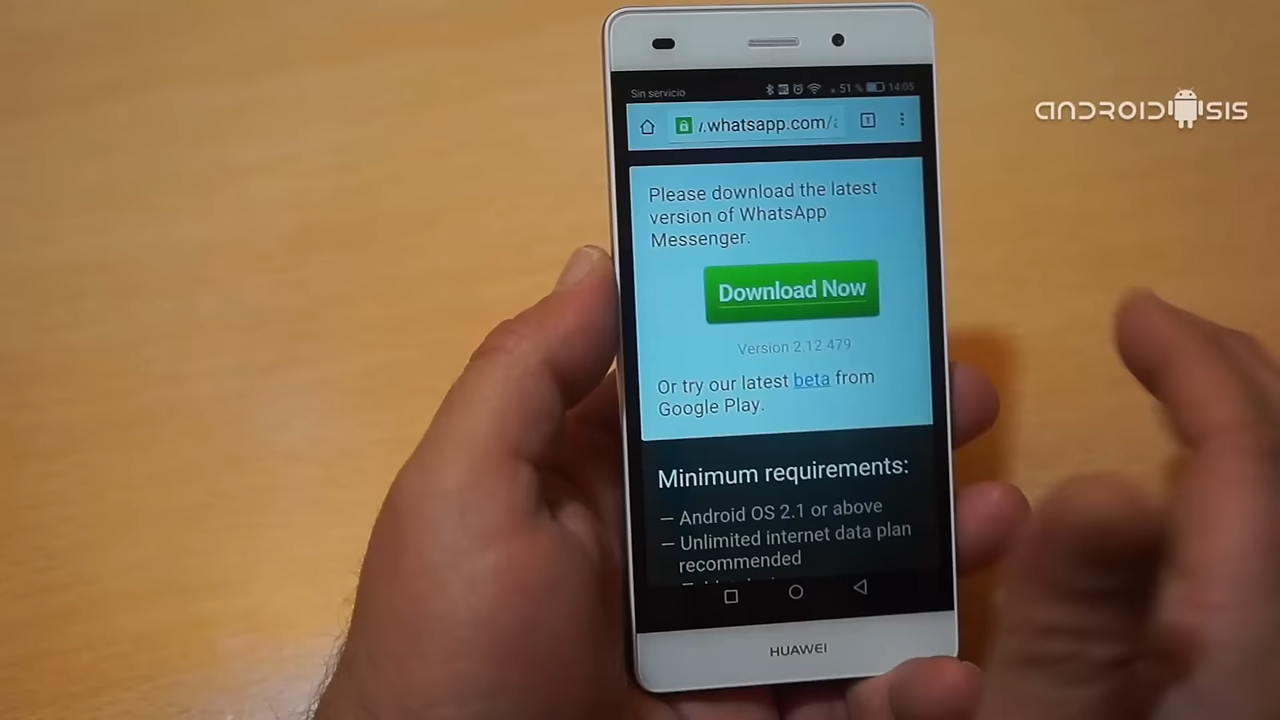 Sin servicio
51 %
14:05
.whatsapp.com/
1
ANDROIDSIS
Please download the latest
version of WhatsApp
Messenger.
Download Now
Version 2.12.479
Or try our latest beta from
Google Play.
Minimum requirements:
– Android OS 2.1 or above
– Unlimited internet data plan
recommended
HUAWEI